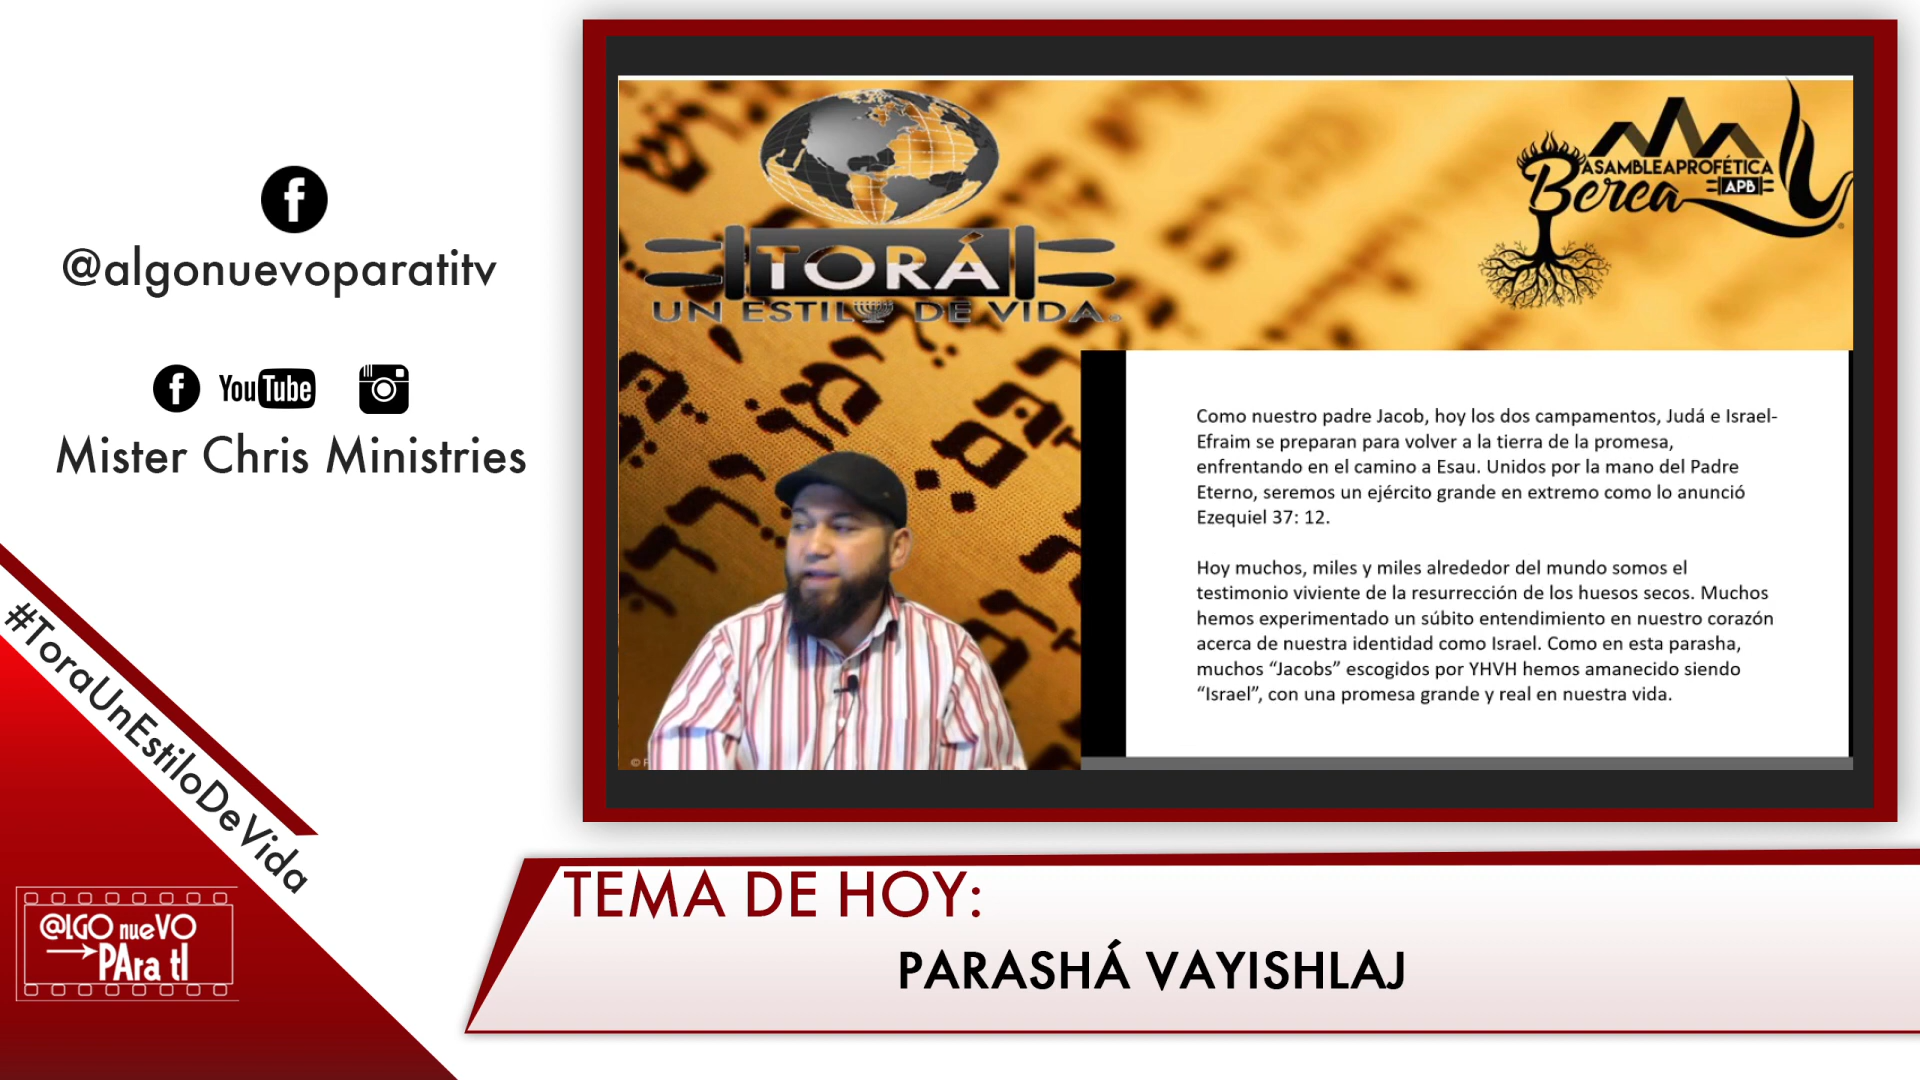 @algonuevoparatitv
You Tube
Mister Chris Ministries
#ToraUnEstiloDeVida
@LGO nueVO
PAra tI
TORÁ
UN ESTILO DE VIDA
ASAMBLEAPROFÉTICA
APB
Berea
Como nuestro padre Jacob, hoy los dos campamentos, Judá e Israel-
Efraim se preparan para volver a la tierra de la promesa,
enfrentando en el camino a Esau. Unidos por la mano del Padre
Eterno, seremos un ejército grande en extremo como lo anunció
Ezequiel 37: 12.
Hoy muchos, miles y miles alrededor del mundo somos el
testimonio viviente de la resurrección de los huesos secos. Muchos
hemos experimentado un súbito entendimiento en nuestro corazón
acerca de nuestra identidad como Israel. Como en esta parasha,
muchos “Jacobs” escogidos por YHVH hemos amanecido siendo
“Israel”, con una promesa grande y real en nuestra vida.
TEMA DE HOY:
PARASHÁ VAYISHLAJ